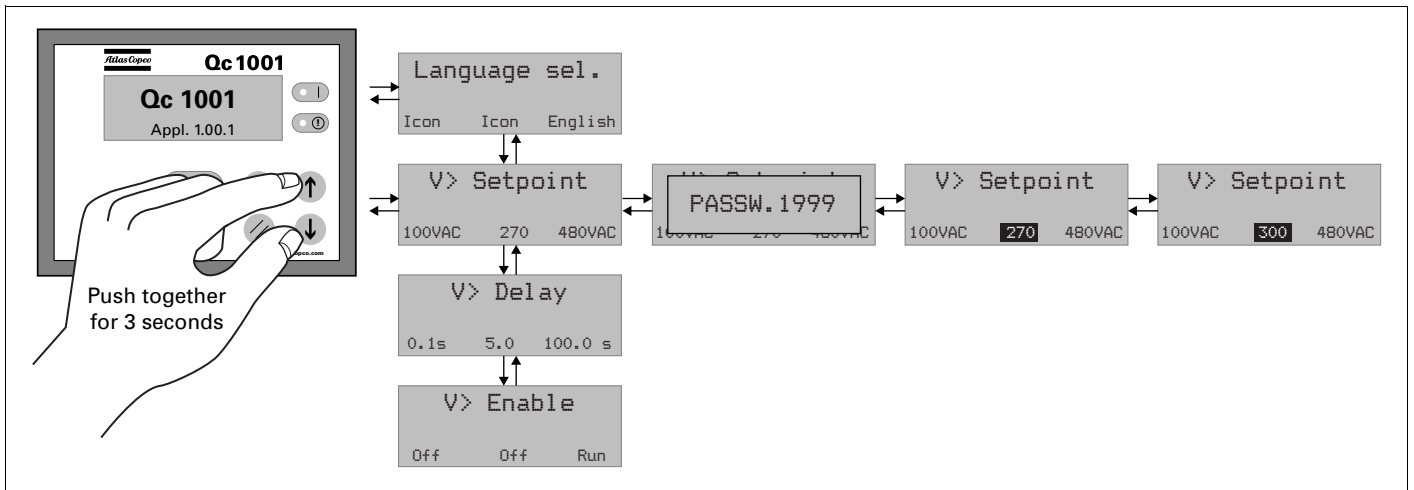 Atlas Copco Qc 1001
Qc 1001
Appl. 1.00.1
opco.com
Push together
for 3 seconds
Language sel.
Icon Icon English
V> Setpoint
100VAC 270 480VAC
PASSW.1999
V> Setpoint
100VAC 270 480VAC
V> Setpoint
100VAC 300 480VAC
V> Delay
0.1s 5.0 100.0 s
V> Enable
Off Off Run